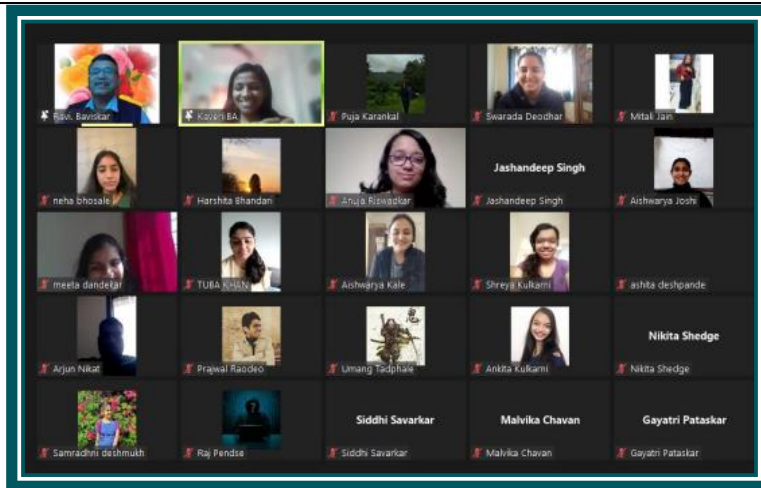 Ravi. Baviskar
Kaveri BA
Puja Karankal
Swarada Deodhar
Mitali Jain
neha bhosale
Harshita Bhandari
Anuja Riswadkar
Jashandeep Singh
Jashandeep Singh
Aishwarya Joshi
meeta dandekar
TUBA KHAN
Aishwarya Kale
Shreya Kulkarni
ashita deshpande
Arjun Nikat
Prajwal Raodeo
Umang Tadphale
Ankita Kulkarni
Nikita Shedge
Nikita Shedge
Samradhni deshmukh
Raj Pendse
Siddhi Savarkar
Siddhi Savarkar
Malvika Chavan
Malvika Chavan
Gayatri Pataskar
Gayatri Pataskar